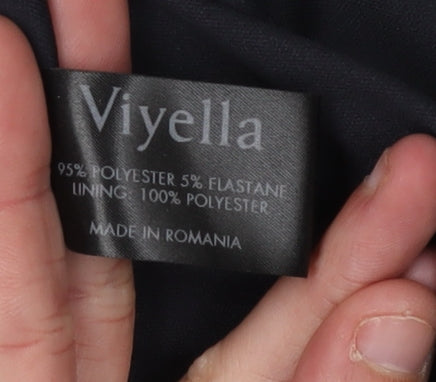 Viyella
95% POLYESTER 5% ELASTANE
LINING: 100% POLYESTER
MADE IN ROMANIA